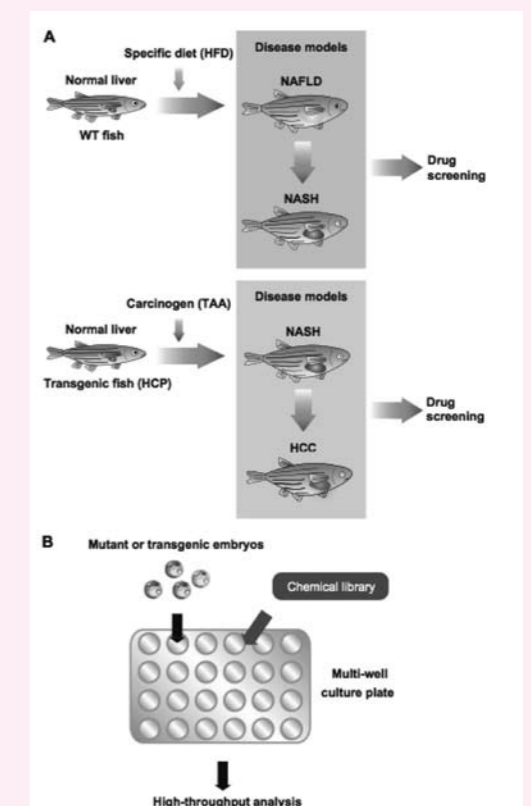 A
Specific diet (HFD)
Disease models
Normal liver
NAFLD
WT fish
Drug
screening
NASH
Carcinogen (TAA)
Disease models
Normal liver
NASH
Transgenic fish (HCP)
Drug
screening
HCC
B
Mutant or transgenic embryos
Chemical library
Multi-well
culture plate
High-throughput analysis